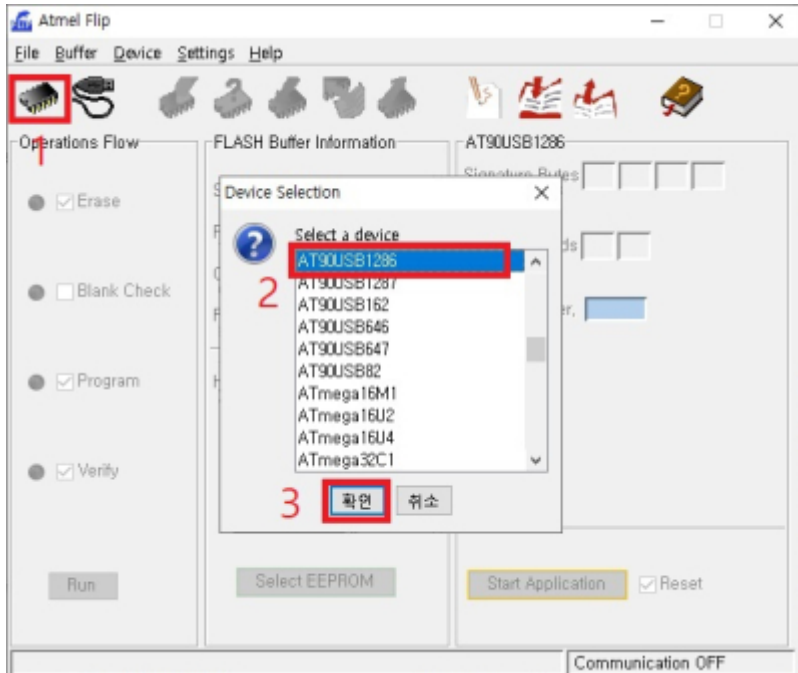 Atmel Flip
File Buffer Device Settings Help
1
Operations Flow
FLASH Buffer Information
AT90USB1286
Signature Bytes
Erase
Blank Check
Program
Verify
Run
Device Selection
Select a device
2
AT90USB1286
AT90USB1287
AT90USB162
AT90USB646
AT90USB647
AT90USB82
ATmega16M1
ATmega16U2
ATmega16U4
ATmega32C1
3
확인 취소
Select EEPROM
Start Application
Reset
Communication OFF